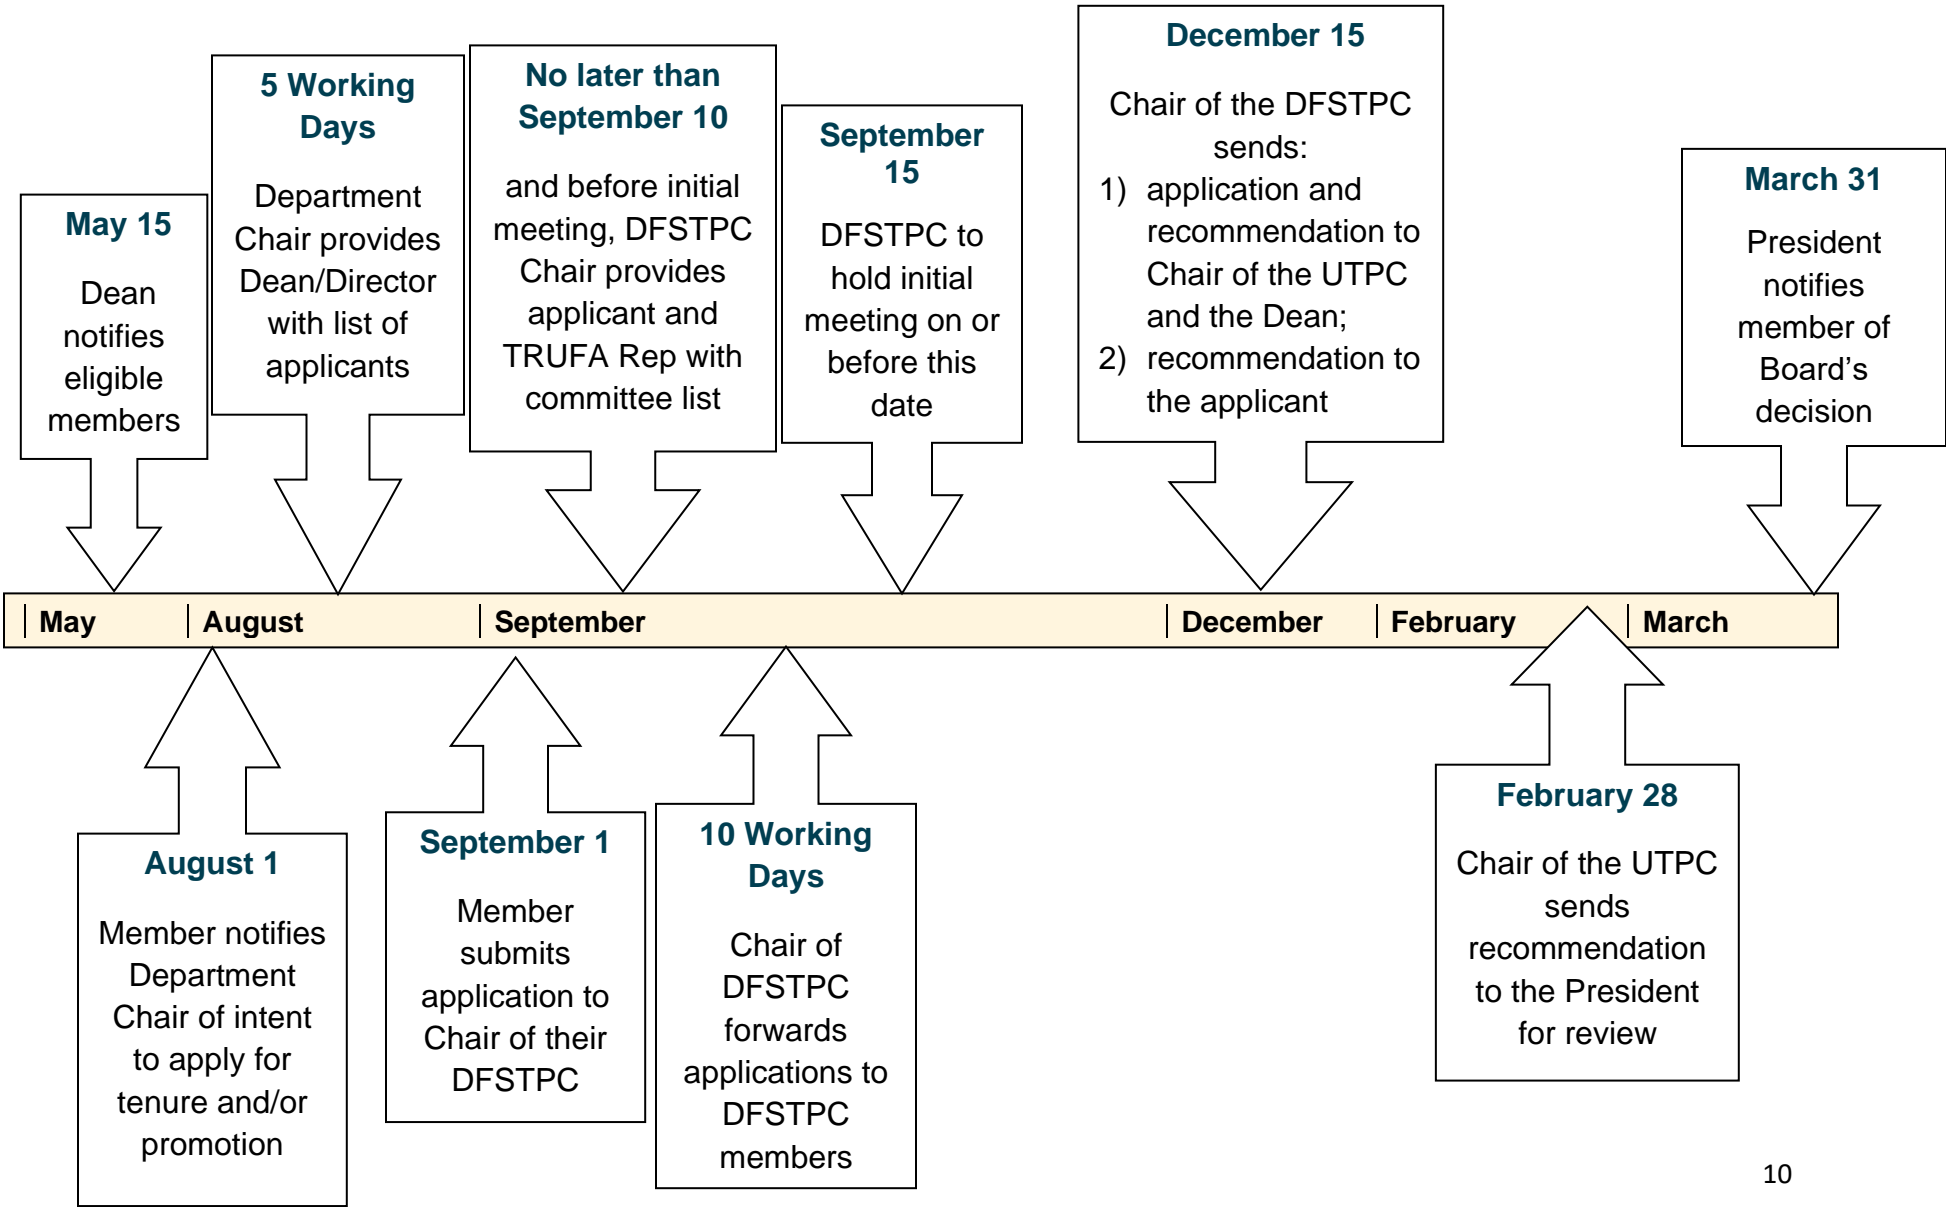 May 15
Dean
notifies
eligible
members
5 Working
Days
Department
Chair provides
Dean/Director
with list of
applicants
No later than
September 10
and before initial
meeting, DFSTPC
Chair provides
applicant and
TRUFA Rep with
committee list
September
15
DFSTPC to
hold initial
meeting on or
before this
date
December 15
Chair of the DFSTPC
sends:
1) application and
recommendation to
Chair of the UTPC
and the Dean;
2) recommendation to
the applicant
March 31
President
notifies
member of
Board’s
decision
May
August
September
December
February
March
August 1
Member notifies
Department
Chair of intent
to apply for
tenure and/or
promotion
September 1
Member
submits
application to
Chair of their
DFSTPC
10 Working
Days
Chair of
DFSTPC
forwards
applications to
DFSTPC
members
February 28
Chair of the UTPC
sends
recommendation
to the President
for review
10